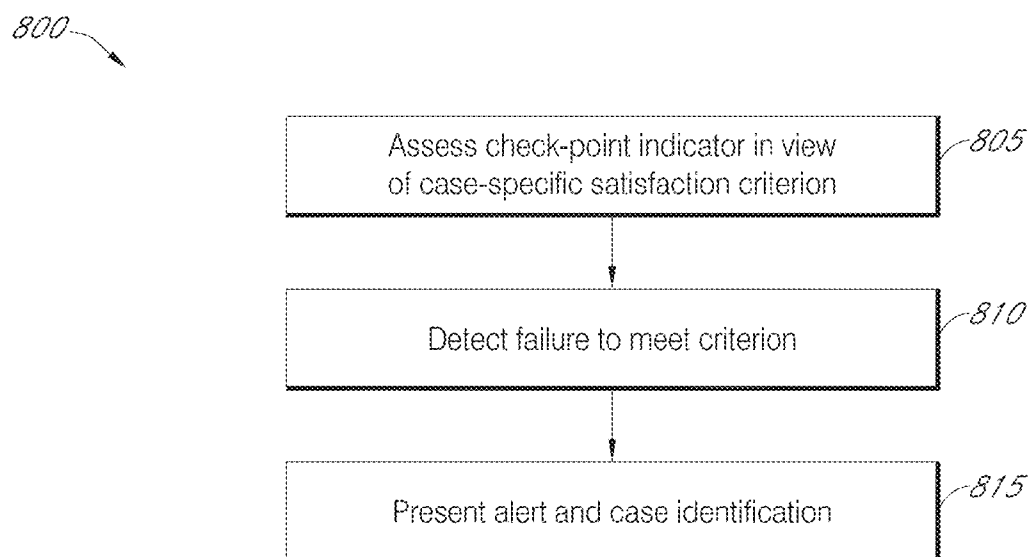 800
Assess check-point indicator in view
of case-specific satisfaction criterion
805
Detect failure to meet criterion
810
Present alert and case identification
815